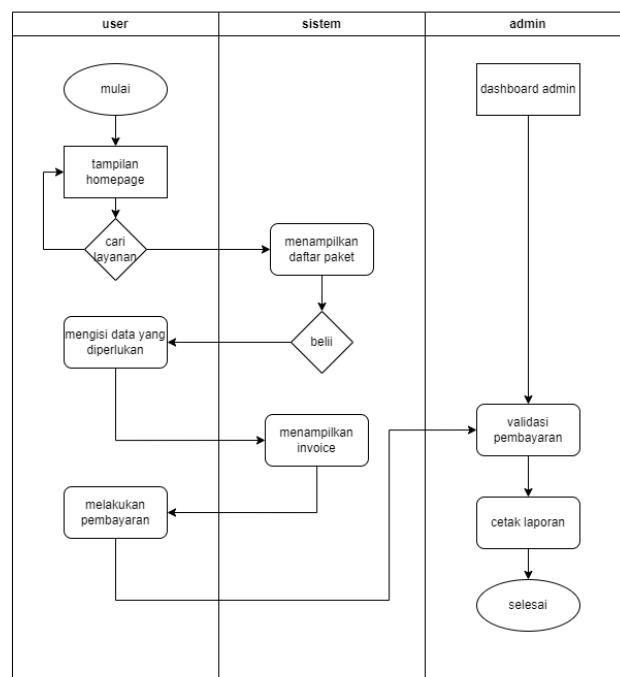 user
sistem
admin
mulai
dashboard admin
tampilan
homepage
cari
layanan
menampilkan
daftar paket
mengisi data yang
diperlukan
belii
menampilkan
invoice
validasi
pembayaran
melakukan
pembayaran
cetak laporan
selesai